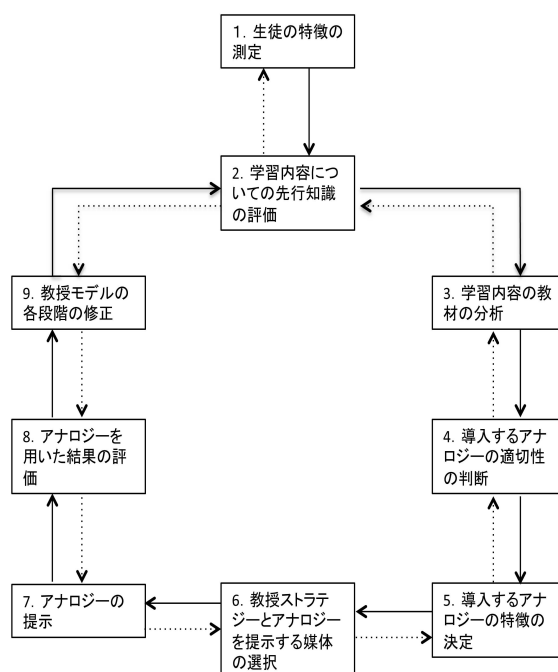 1. 生徒の特徴の
測定
2. 学習内容につ
いての先行知識
の評価
3. 学習内容の教
材の分析
4. 導入するアナ
ロジーの適切性
の判断
5. 導入するアナ
ロジーの特徴の
決定
6. 教授ストラテ
ジーとアナロジー
を提示する媒体
の選択
7. アナロジーの
提示
8. アナロジーを
用いた結果の評
価
9. 教授モデルの
各段階の修正